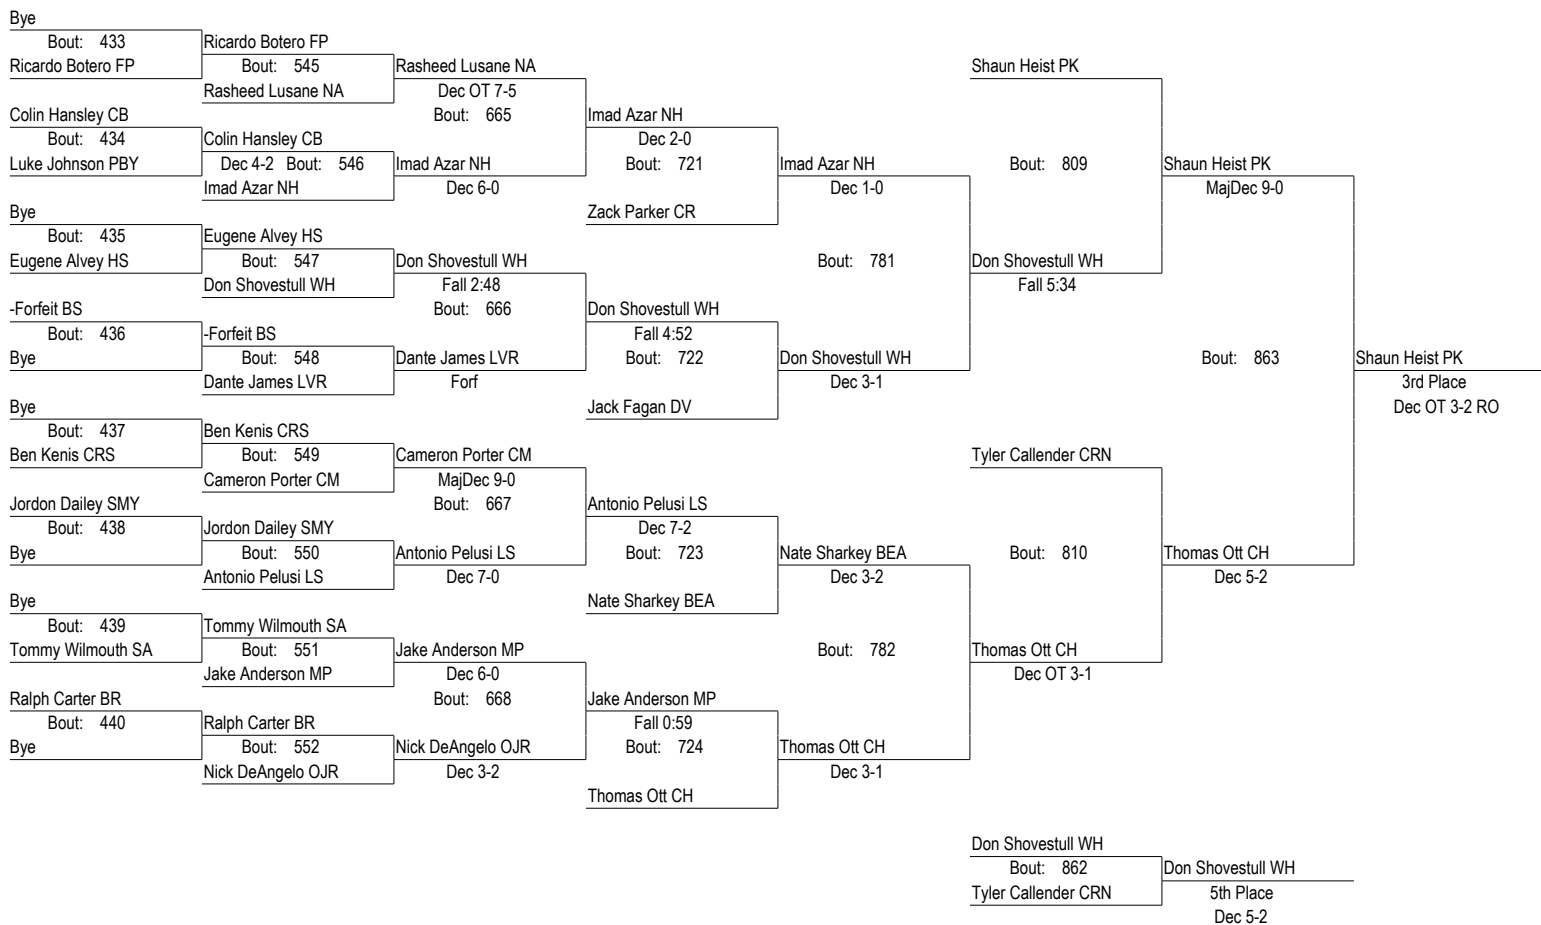 Bye
Bout: 433 Ricardo Botero FP
Ricardo Botero FP Bout: 545 Rasheed Lusane NA Shaun Heist PK
Rasheed Lusane NA Dec OT 7-5
Colin Hansley CB Bout: 665 Imad Azar NH
Bout: 434 Colin Hansley CB Dec 2-0
Luke Johnson PBY Dec 4-2 Bout: 546 Imad Azar NH Bout: 721 Imad Azar NH Bout: 809 Shaun Heist PK
Imad Azar NH Dec 6-0 Dec 1-0 MajDec 9-0
Bye Zack Parker CR
Bout: 435 Eugene Alvey HS
Eugene Alvey HS Bout: 547 Don Shovestull WH Bout: 781 Don Shovestull WH
Don Shovestull WH Fall 2:48 Fall 5:34
-Forfeit BS Bout: 666 Don Shovestull WH
Bout: 436 -Forfeit BS Fall 4:52
Bye Bout: 548 Dante James LVR Bout: 722 Don Shovestull WH Bout: 863 Shaun Heist PK
Dante James LVR Forf Dec 3-1 3rd Place
Bye Jack Fagan DV Dec OT 3-2 RO
Bout: 437 Ben Kenis CRS
Ben Kenis CRS Bout: 549 Cameron Porter CM Tyler Callender CRN
Cameron Porter CM MajDec 9-0
Jordon Dailey SMY Bout: 667 Antonio Pelusi LS
Bout: 438 Jordon Dailey SMY Dec 7-2
Bye Bout: 550 Antonio Pelusi LS Bout: 723 Nate Sharkey BEA Bout: 810 Thomas Ott CH
Antonio Pelusi LS Dec 7-0 Dec 3-2 Dec 5-2
Bye Nate Sharkey BEA
Bout: 439 Tommy Wilmouth SA
Tommy Wilmouth SA Bout: 551 Jake Anderson MP Bout: 782 Thomas Ott CH
Jake Anderson MP Dec 6-0 Dec OT 3-1
Ralph Carter BR Bout: 668 Jake Anderson MP
Bout: 440 Ralph Carter BR Fall 0:59
Bye Bout: 552 Nick DeAngelo OJR Bout: 724 Thomas Ott CH
Nick DeAngelo OJR Dec 3-2 Dec 3-1
Thomas Ott CH
Don Shovestull WH
Bout: 862 Don Shovestull WH
Tyler Callender CRN 5th Place
Dec 5-2